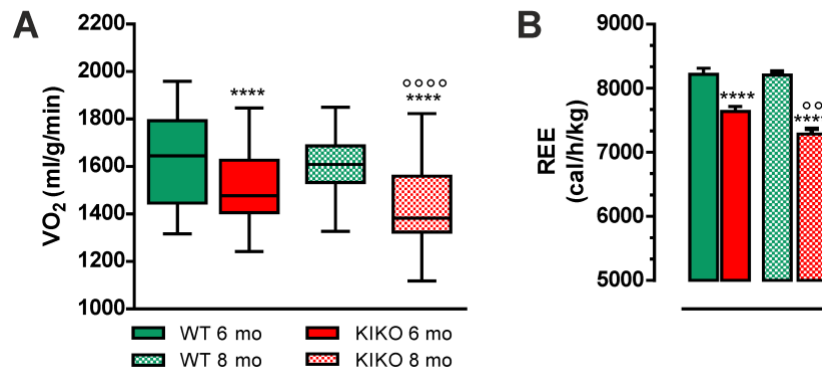 A
VO2 (ml/g/min)
2200
2000
1800
1600
1400
1200
1000
****
°°°°
****
WT 6 mo
KIKO 6 mo
WT 8 mo
KIKO 8 mo
B
REE
(cal/h/kg)
9000
8000
7000
6000
5000
****
°°
****